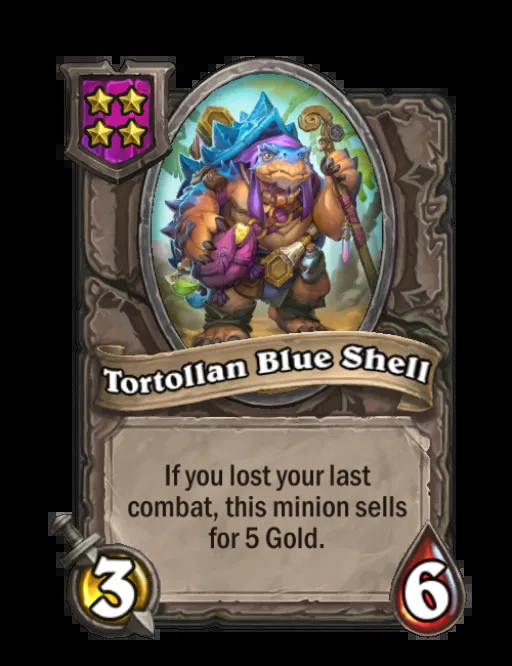 Tortollan Blue Shell
If you lost your last
combat, this minion sells
for 5 Gold.
3
6